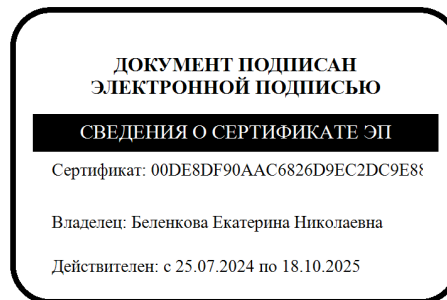 ДОКУМЕНТ ПОДПИСАН
ЭЛЕКТРОННОЙ ПОДПИСЬЮ
СВЕДЕНИЯ О СЕРТИФИКАТЕ ЭП
Сертификат: 00DE8DF90AAC6826D9EC2DC9E88
Владелец: Беленкова Екатерина Николаевна
Действителен: с 25.07.2024 по 18.10.2025